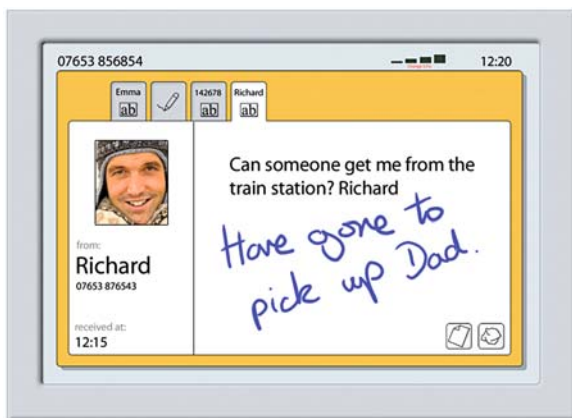 07653 856854 12:20
Emma 142678 Richard
ab ab ab
Can someone get me from the
train station? Richard
Have gone to
pick up Dad.
from:
Richard
07653 876543
received at:
12:15